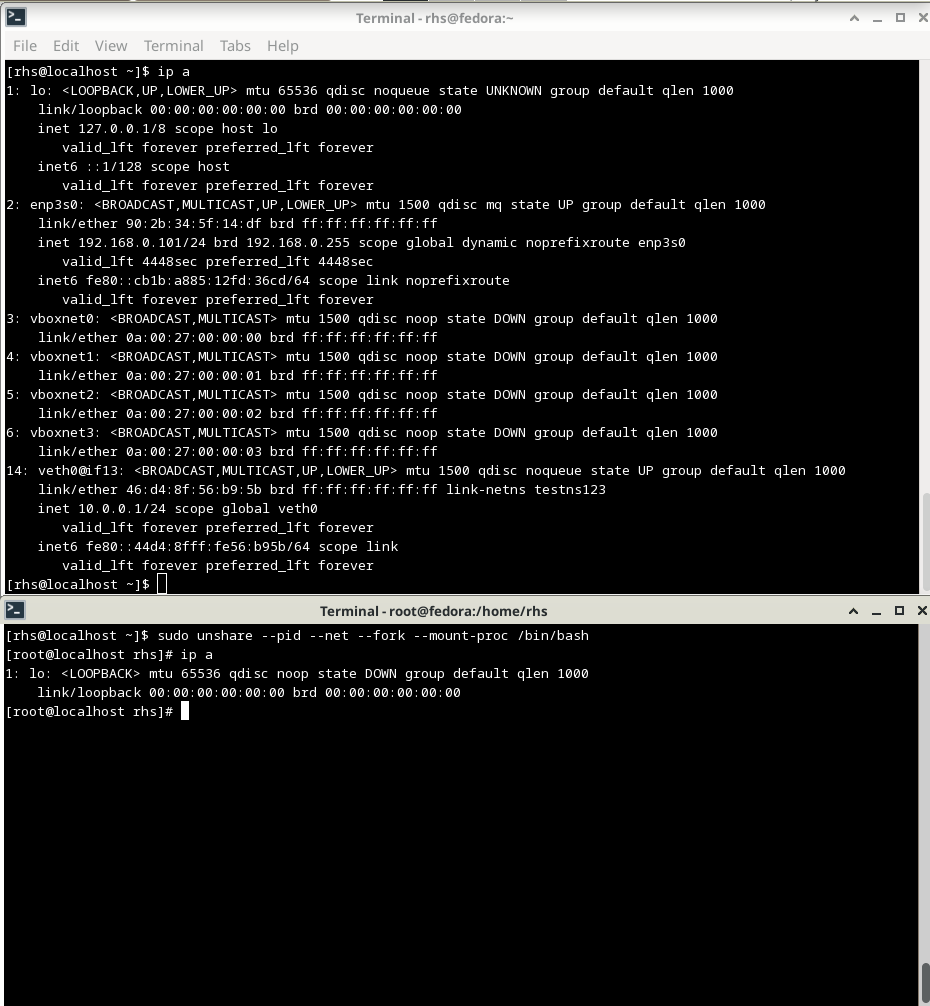 Terminal - rhs@fedora:~
File Edit View Terminal Tabs Help
[rhs@localhost ~]$ ip a
1: lo: <LOOPBACK,UP,LOWER_UP> mtu 65536 qdisc noqueue state UNKNOWN group default qlen 1000
    link/loopback 00:00:00:00:00:00 brd 00:00:00:00:00:00
    inet 127.0.0.1/8 scope host lo
       valid_lft forever preferred_lft forever
    inet6 ::1/128 scope host
       valid_lft forever preferred_lft forever
2: enp3s0: <BROADCAST,MULTICAST,UP,LOWER_UP> mtu 1500 qdisc mq state UP group default qlen 1000
    link/ether 90:2b:34:5f:14:df brd ff:ff:ff:ff:ff:ff
    inet 192.168.0.101/24 brd 192.168.0.255 scope global dynamic noprefixroute enp3s0
       valid_lft 4448sec preferred_lft 4448sec
    inet6 fe80::cb1b:a885:12fd:36cd/64 scope link noprefixroute
       valid_lft forever preferred_lft forever
3: vboxnet0: <BROADCAST,MULTICAST> mtu 1500 qdisc noop state DOWN group default qlen 1000
    link/ether 0a:00:27:00:00:00 brd ff:ff:ff:ff:ff:ff
4: vboxnet1: <BROADCAST,MULTICAST> mtu 1500 qdisc noop state DOWN group default qlen 1000
    link/ether 0a:00:27:00:00:01 brd ff:ff:ff:ff:ff:ff
5: vboxnet2: <BROADCAST,MULTICAST> mtu 1500 qdisc noop state DOWN group default qlen 1000
    link/ether 0a:00:27:00:00:02 brd ff:ff:ff:ff:ff:ff
6: vboxnet3: <BROADCAST,MULTICAST> mtu 1500 qdisc noop state DOWN group default qlen 1000
    link/ether 0a:00:27:00:00:03 brd ff:ff:ff:ff:ff:ff
14: veth0@if13: <BROADCAST,MULTICAST,UP,LOWER_UP> mtu 1500 qdisc noqueue state UP group default qlen 1000
    link/ether 46:d4:8f:56:b9:5b brd ff:ff:ff:ff:ff:ff link-netns testns123
    inet 10.0.0.1/24 scope global veth0
       valid_lft forever preferred_lft forever
    inet6 fe80::44d4:8fff:fe56:b95b/64 scope link
       valid_lft forever preferred_lft forever
[rhs@localhost ~]$
Terminal - root@fedora:/home/rhs
[rhs@localhost ~]$ sudo unshare --pid --net --fork --mount-proc /bin/bash
[root@localhost rhs]# ip a
1: lo: <LOOPBACK> mtu 65536 qdisc noop state DOWN group default qlen 1000
    link/loopback 00:00:00:00:00:00 brd 00:00:00:00:00:00
[root@localhost rhs]#